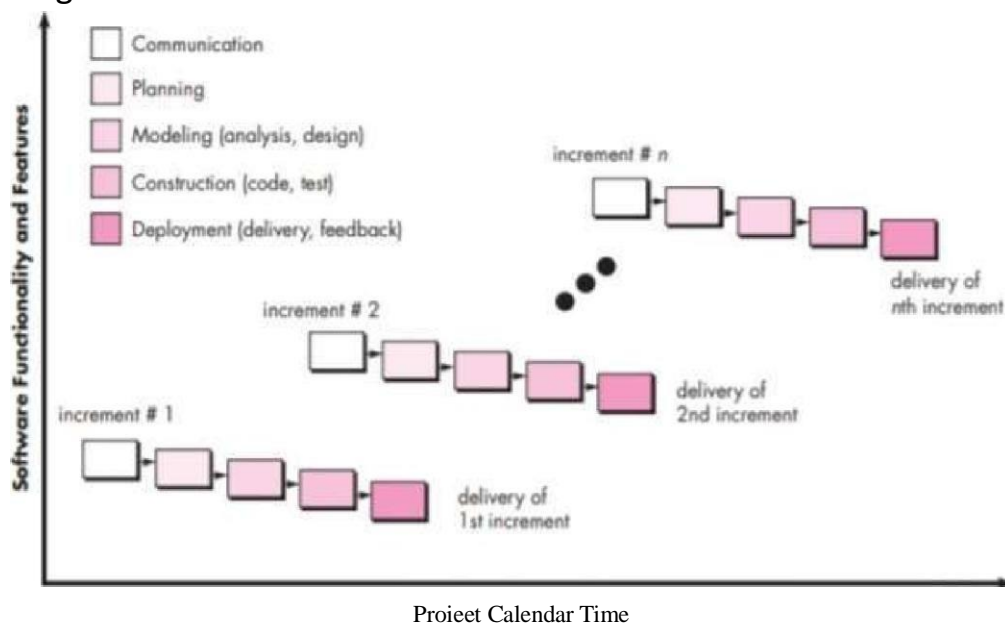 Communication
Planning
Modeling (analysis, design)
Construction (code, test)
Deployment (delivery, feedback)
Software Functionality and Features
increment # n
delivery of
nth increment
increment # 2
delivery of
2nd increment
increment # 1
delivery of
1st increment
Proieet Calendar Time